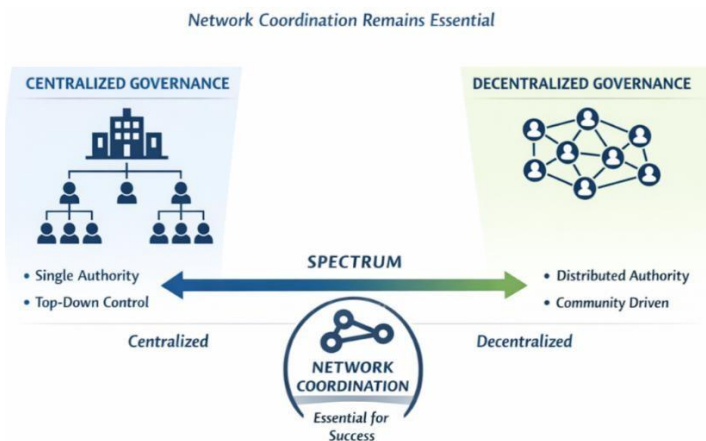 Network Coordination Remains Essential
CENTRALIZED GOVERNANCE
DECENTRALIZED GOVERNANCE
SPECTRUM
• Single Authority
• Top-Down Control
• Distributed Authority
• Community Driven
Centralized
Decentralized
NETWORK
COORDINATION
Essential for
Success